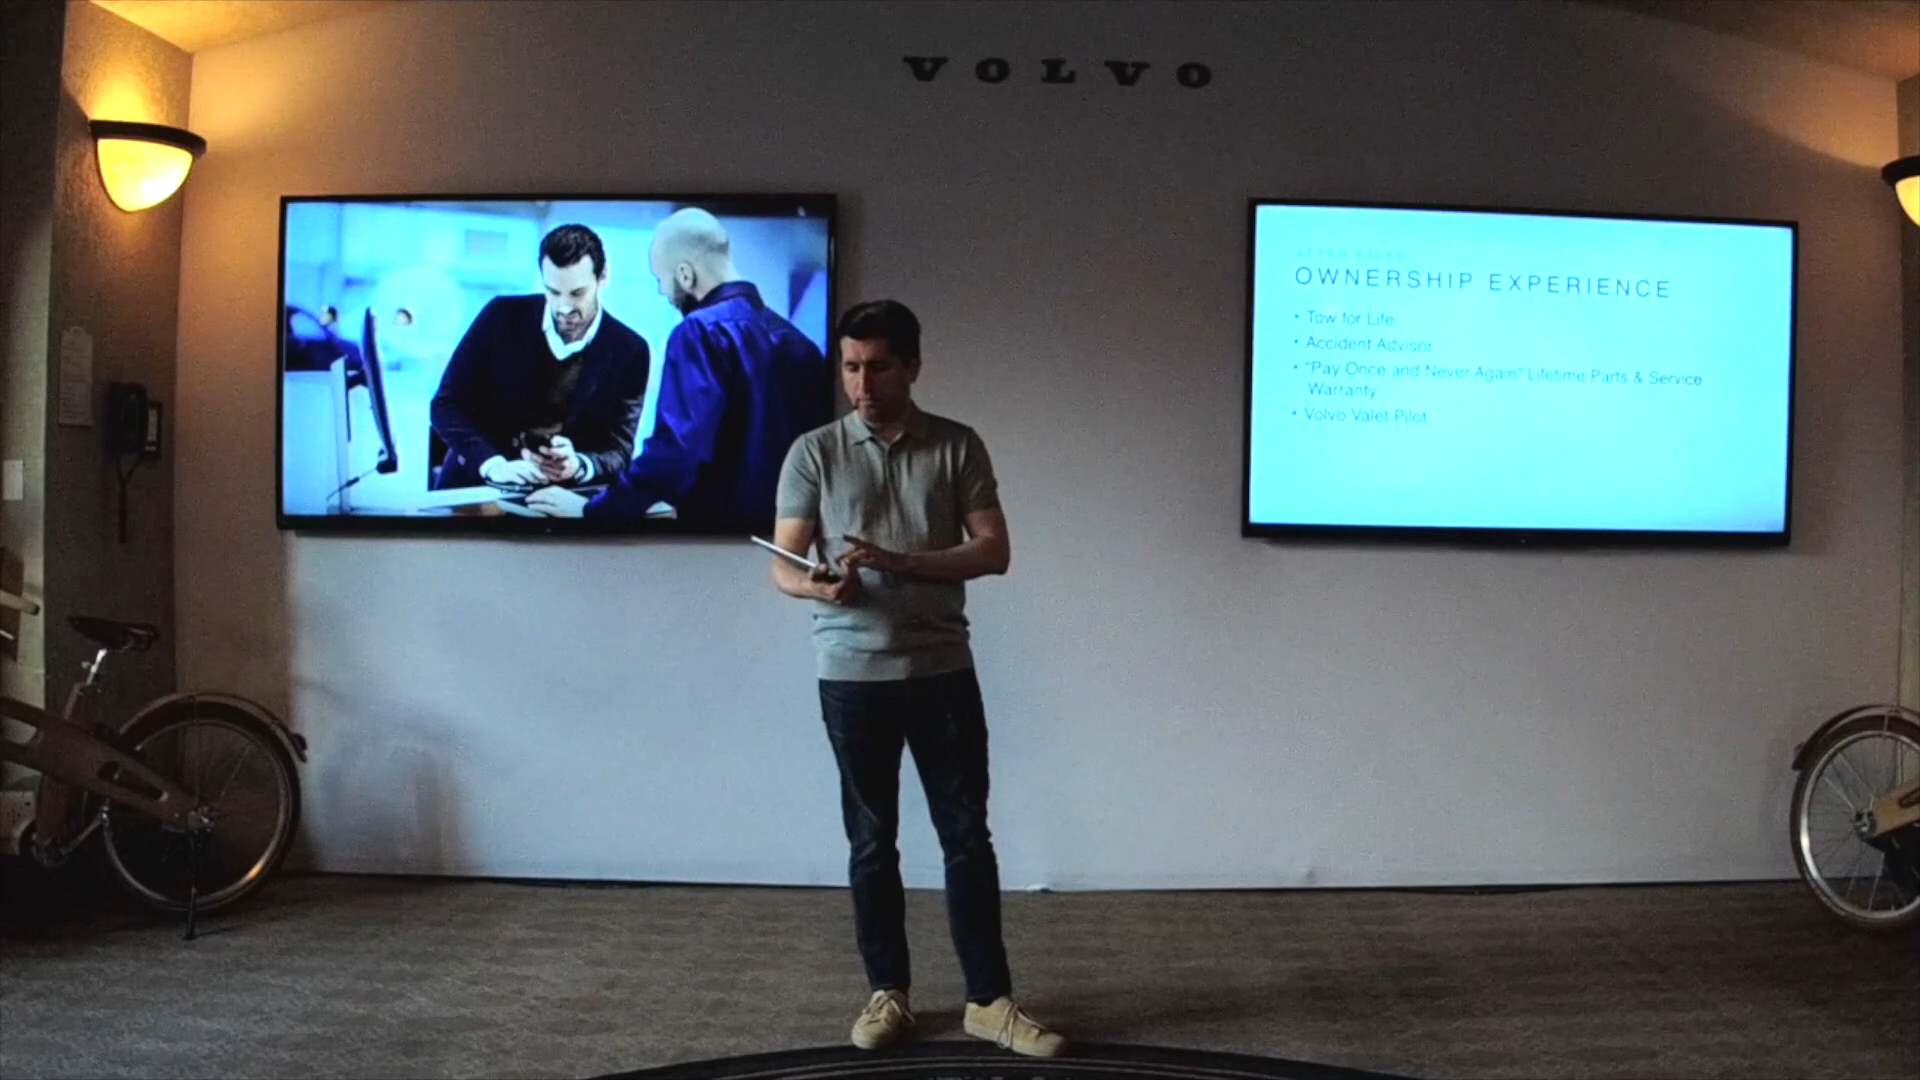 VOLVO
AFTER SALES
OWNERSHIP EXPERIENCE
• Tow for Life
• Accident Advisor
• "Pay Once and Never Again" Lifetime Parts & Service
Warranty
• Volvo Valet Pilot